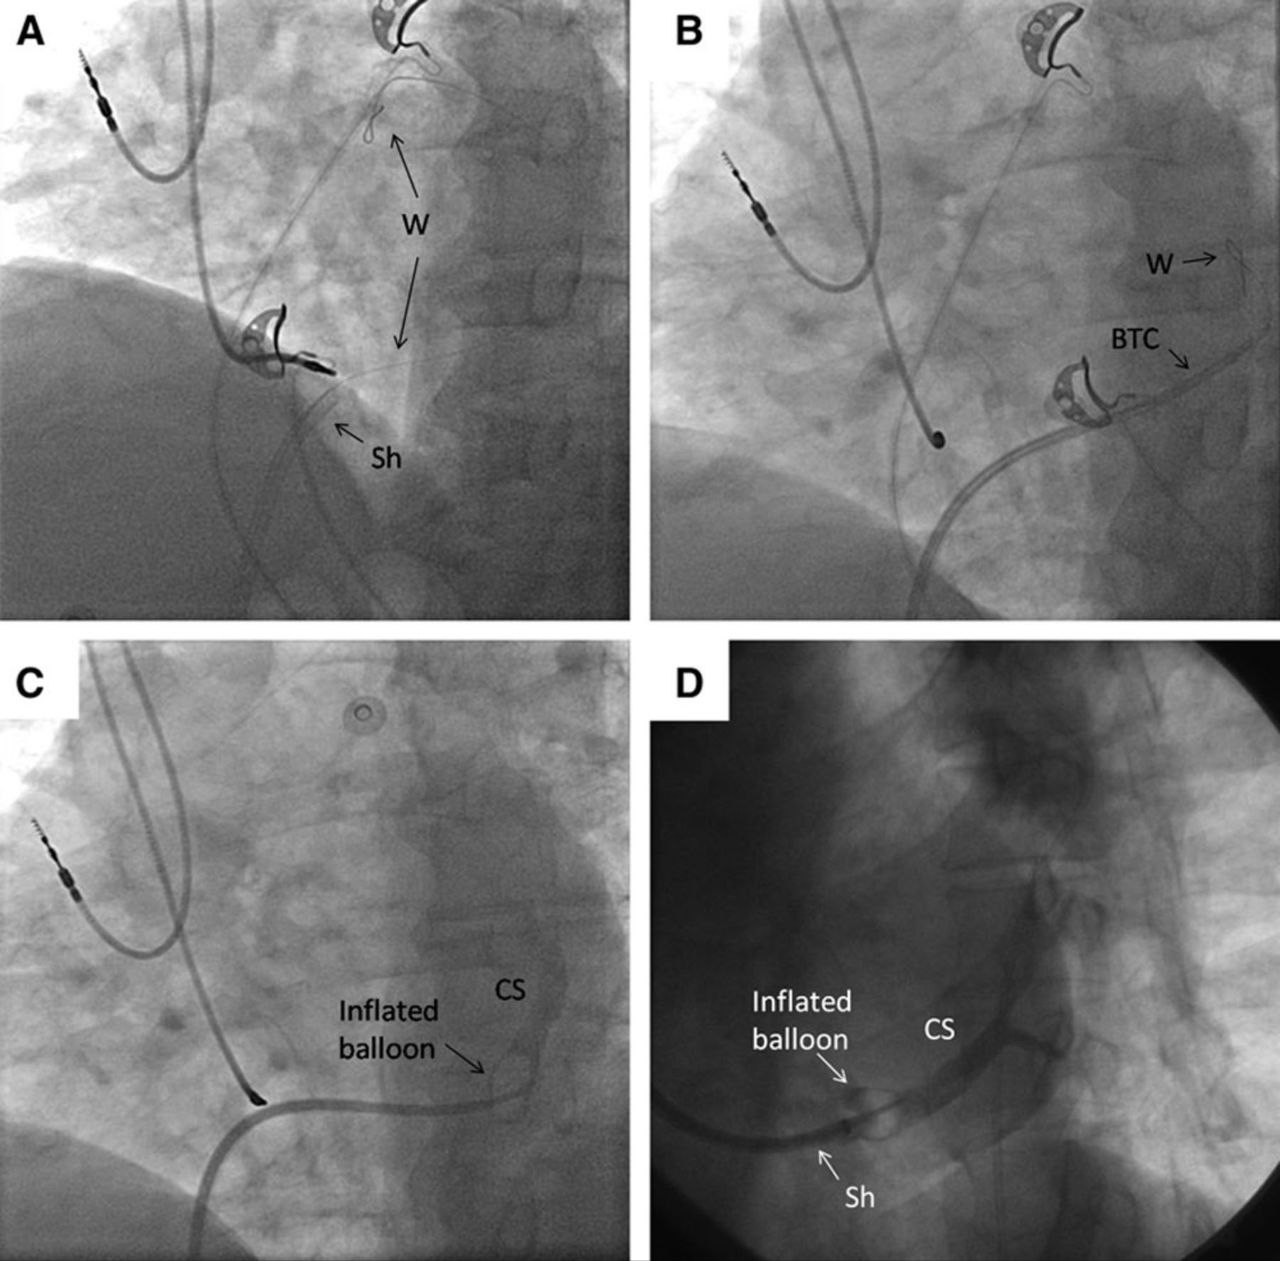 A
W
Sh
B
W
BTC
C
Inflated
balloon
CS
D
Inflated
balloon
CS
Sh